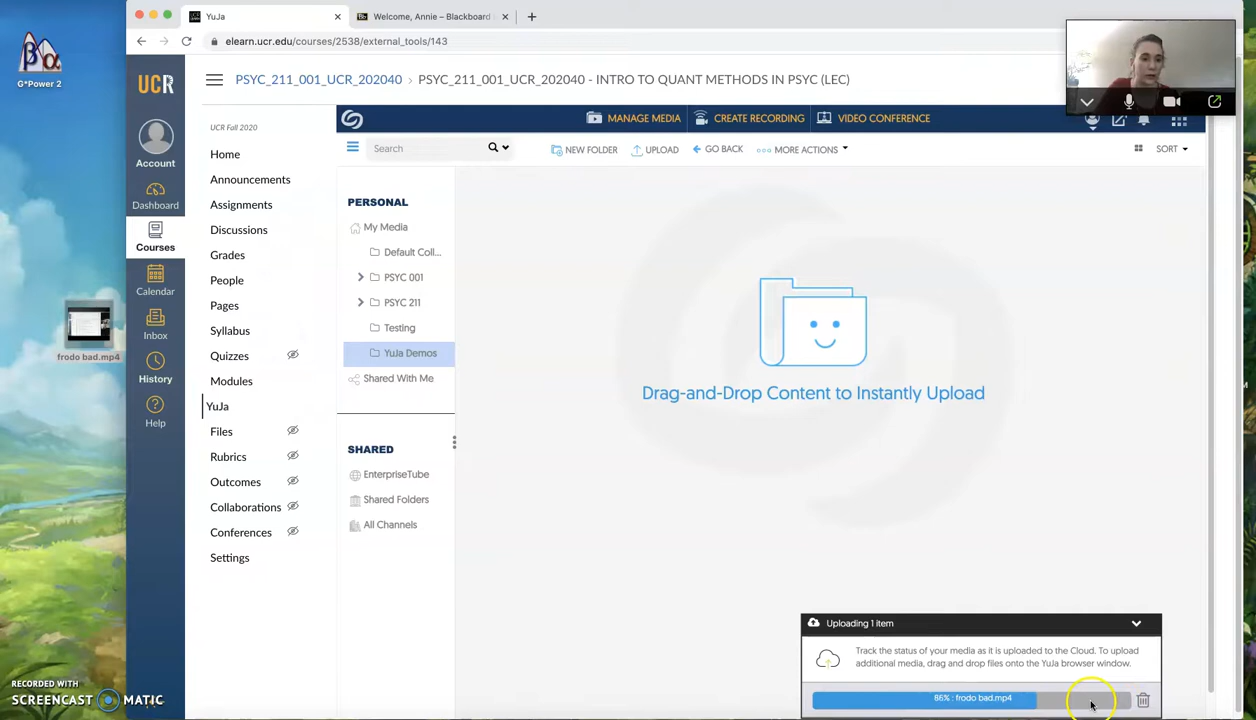 YuJa
Welcome, Annie – Blackboard
elearn.ucr.edu/courses/2538/external_tools/143
G*Power 2
frodo bad.mp4
UCR
Account
Dashboard
Courses
Calendar
Inbox
History
Help
PSYC_211_001_UCR_202040 > PSYC_211_001_UCR_202040 - INTRO TO QUANT METHODS IN PSYC (LEC)
UCR Fall 2020
Home
Announcements
Assignments
Discussions
Grades
People
Pages
Syllabus
Quizzes
Modules
YuJa
Files
Rubrics
Outcomes
Collaborations
Conferences
Settings
MANAGE MEDIA
CREATE RECORDING
VIDEO CONFERENCE
Search
NEW FOLDER
UPLOAD
GO BACK
MORE ACTIONS
SORT
PERSONAL
My Media
Default Coll...
PSYC 001
PSYC 211
Testing
YuJa Demos
Shared With Me
SHARED
EnterpriseTube
Shared Folders
All Channels
Drag-and-Drop Content to Instantly Upload
Uploading 1 item
Track the status of your media as it is uploaded to the Cloud. To upload
additional media, drag and drop files onto the YuJa browser window.
86% : frodo bad.mp4
RECORDED WITH
SCREENCAST MATIC